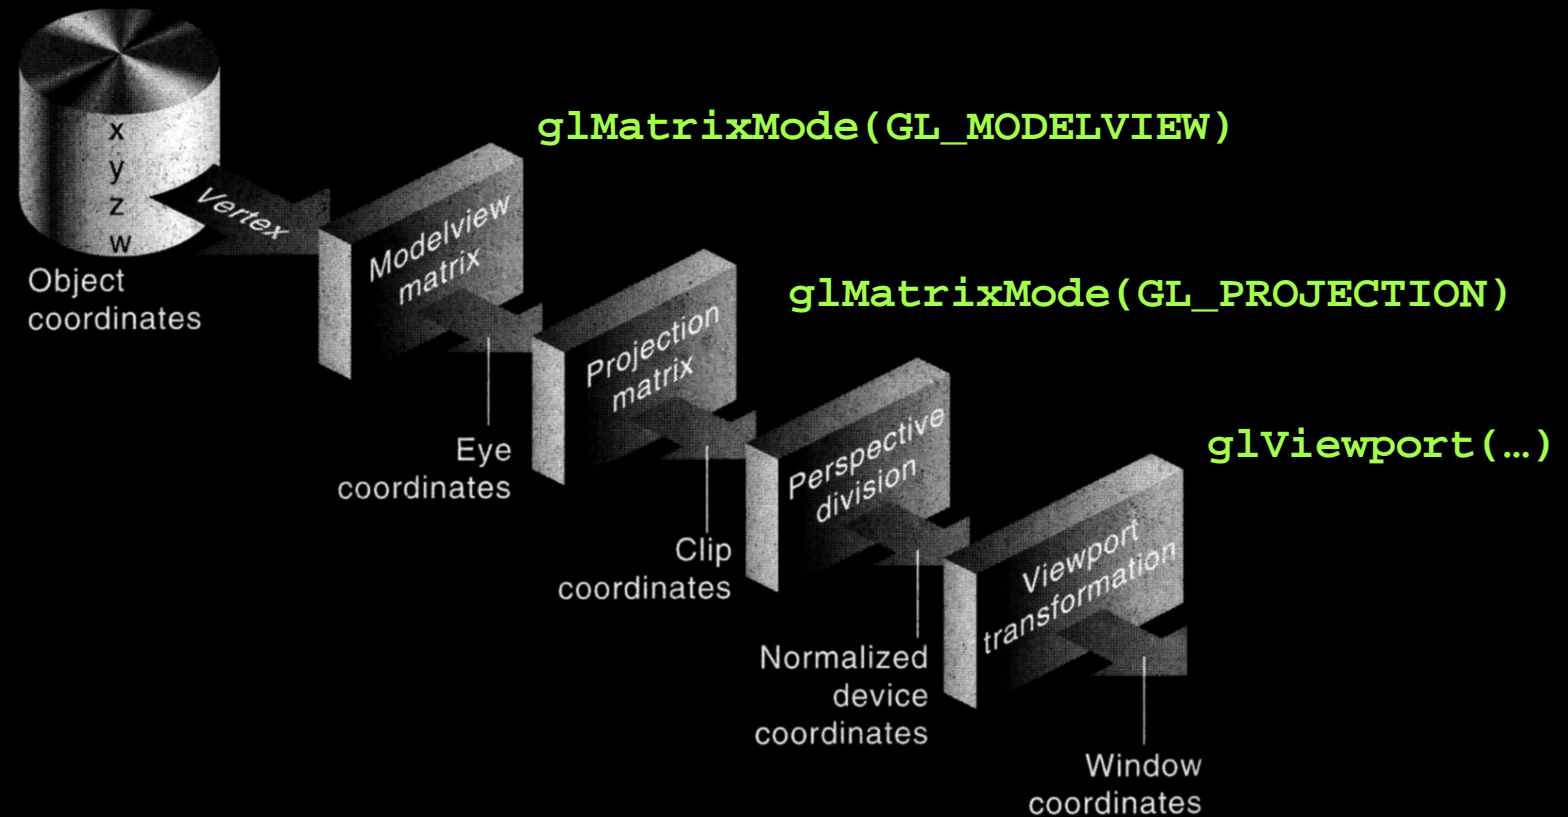 x
y
z
w
Vertex
Object
coordinates
glMatrixMode(GL_MODELVIEW)
Modelview
matrix
Eye
coordinates
glMatrixMode(GL_PROJECTION)
Projection
matrix
Clip
coordinates
Perspective
division
Normalized
device
coordinates
glViewport(…)
Viewport
transformation
Window
coordinates